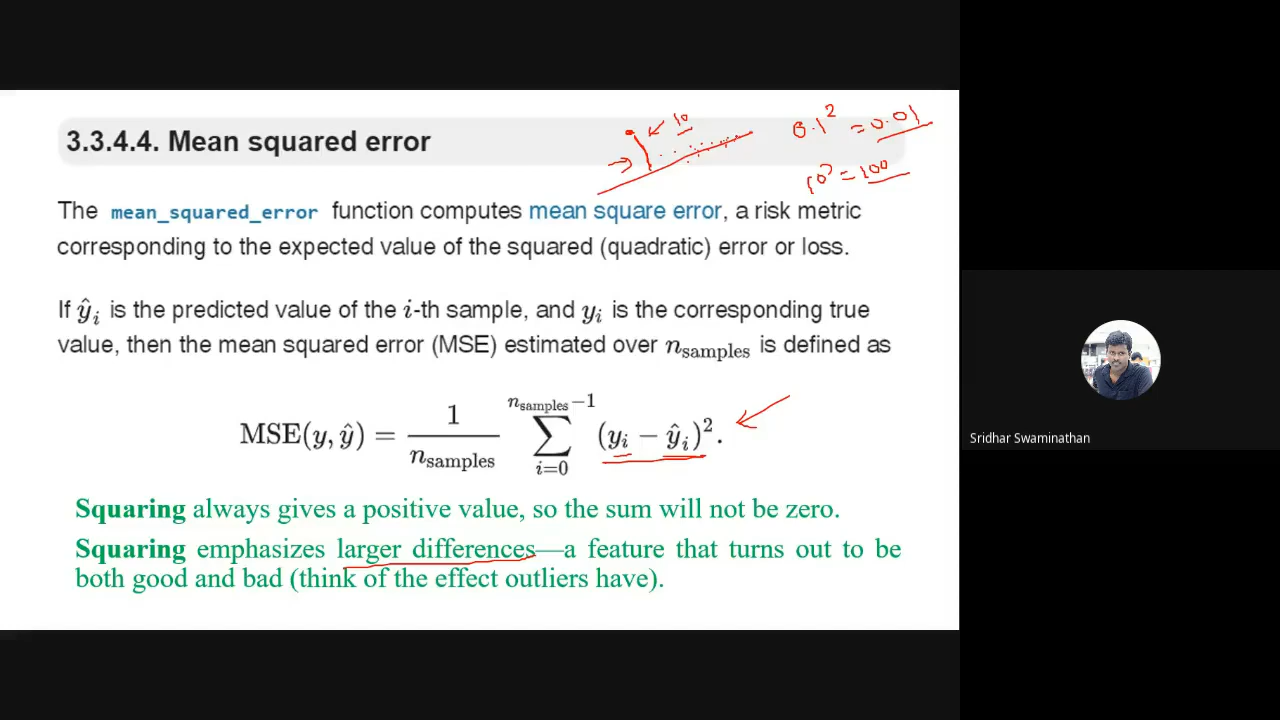 10
0.1² = 0.01
10² = 100
3.3.4.4. Mean squared error
The mean_squared_error function computes mean square error, a risk metric
corresponding to the expected value of the squared (quadratic) error or loss.
If ŷᵢ is the predicted value of the i-th sample, and yᵢ is the corresponding true
value, then the mean squared error (MSE) estimated over n_samples is defined as
MSE(y, ŷ) = 1/n_samples ∑_{i=0}^{n_samples−1} (yᵢ − ŷᵢ)².
Squaring always gives a positive value, so the sum will not be zero.
Squaring emphasizes larger differences—a feature that turns out to be
both good and bad (think of the effect outliers have).
Sridhar Swaminathan